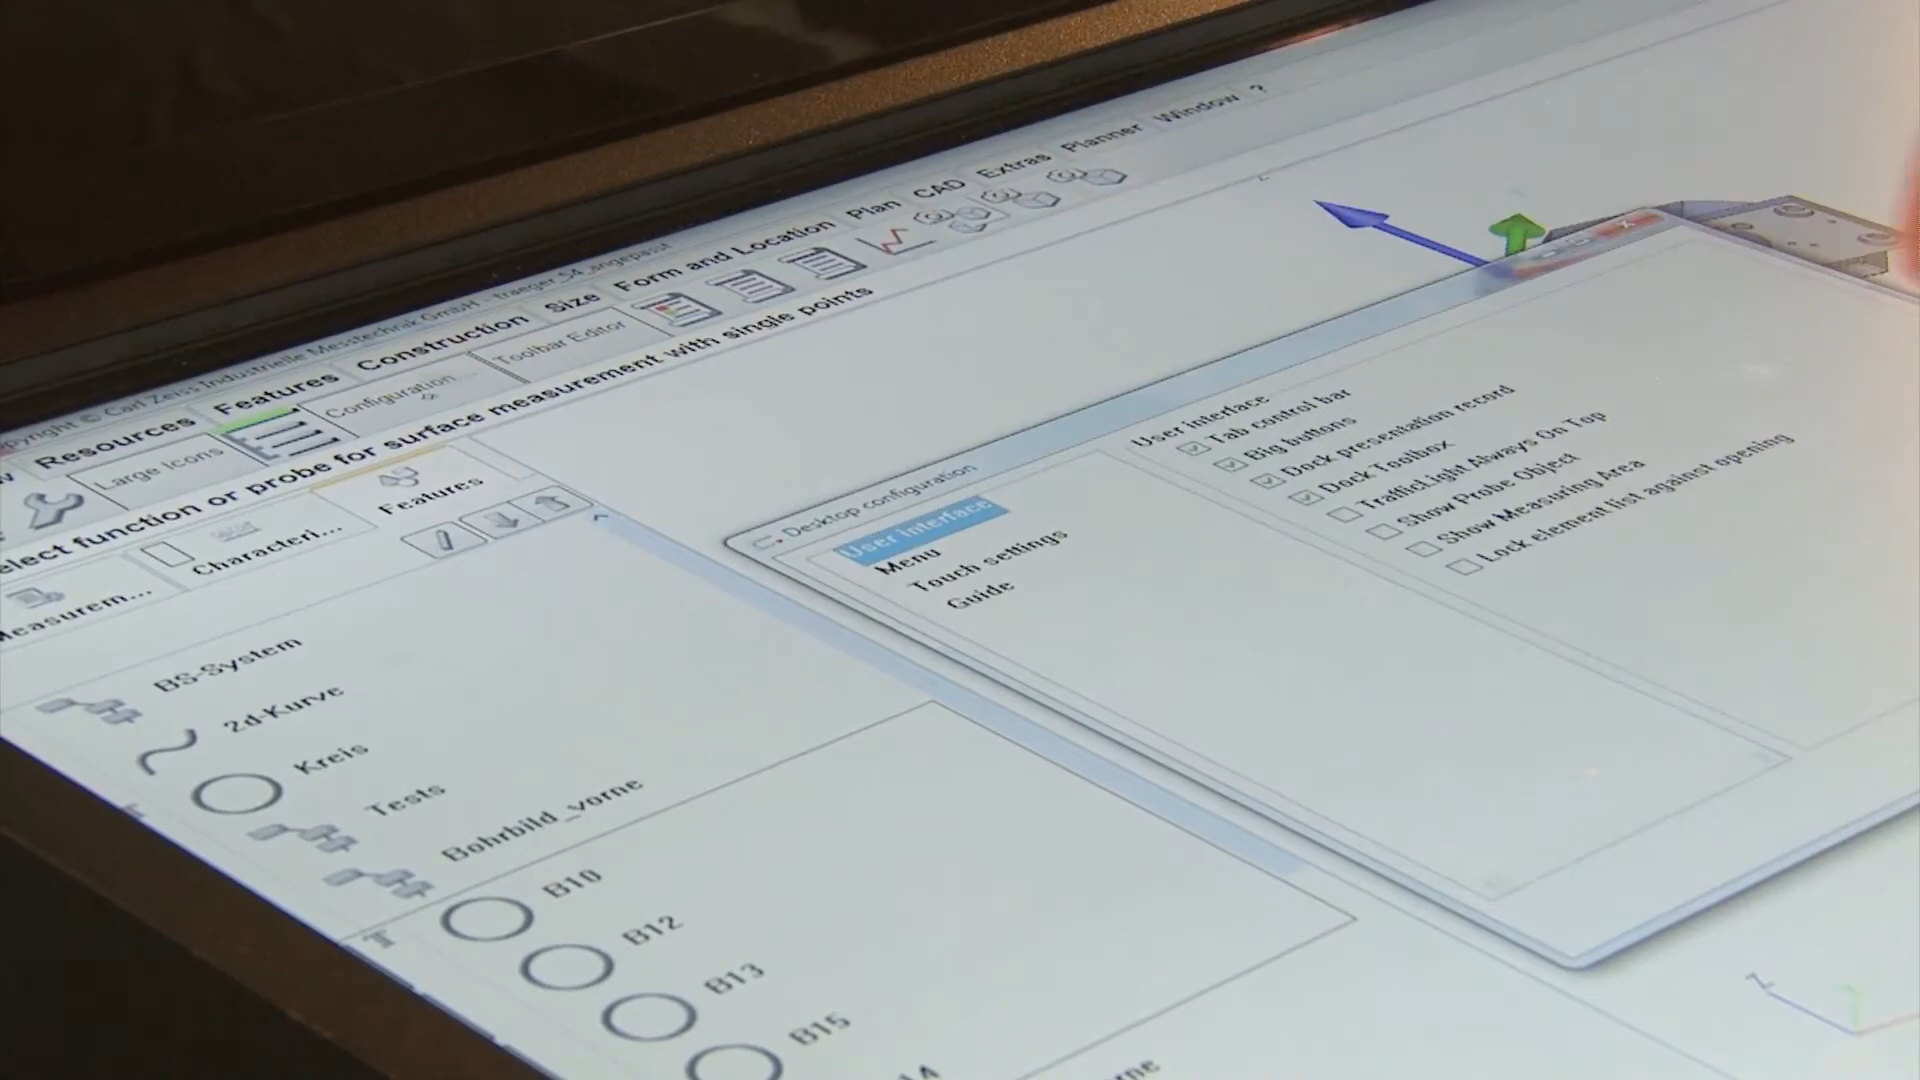 opyright © Carl Zeiss Industrielle Messtechnik GmbH - traeger_S4_angepasst
w Resources Features Construction Size Form and Location Plan CAD Extras Planner Window ?
Large Icons Configuration... Toolbar Editor
elect function or probe for surface measurement with single points
Measurem... Characteri... Features
BS-System
2d-Kurve
Kreis
Tests
Bohrbild_vorne
B10
B12
B13
B15
Desktop configuration
User interface
Menu
Touch settings
Guide
User interface
Tab control bar
Big buttons
Dock presentation record
Dock Toolbox
TrafficLight Always On Top
Show Probe Object
Show Measuring Area
Lock element list against opening
Z